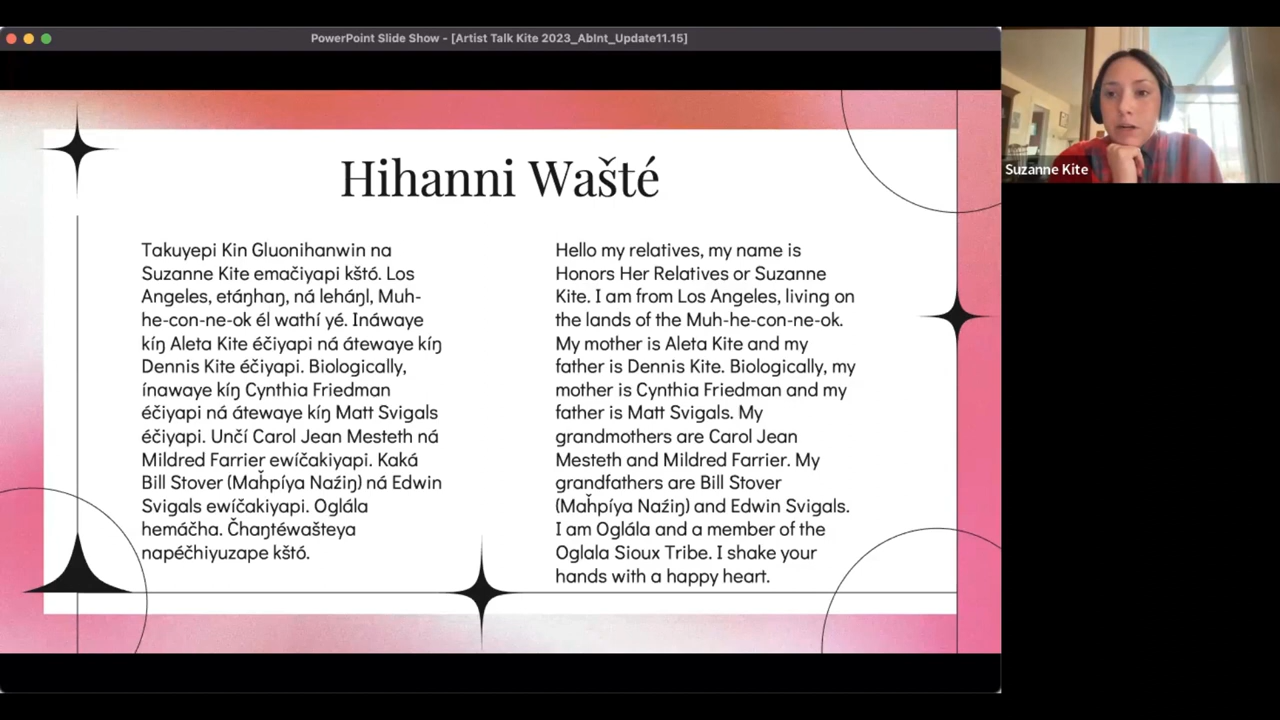 PowerPoint Slide Show - [Artist Talk Kite 2023_AbInt_Update11.15]
Hihanni Wašté
Takuyepi Kin Gluonihanwin na
Suzanne Kite emačiyapi kštó. Los
Angeles, etáŋhaŋ, ná leháŋl, Muh-
he-con-ne-ok él wathí yé. Ináwaye
kíŋ Aleta Kite éčiyapi ná átewaye kíŋ
Dennis Kite éčiyapi. Biologically,
ínawaye kíŋ Cynthia Friedman
éčiyapi ná átewaye kíŋ Matt Svigals
éčiyapi. Unčí Carol Jean Mesteth ná
Mildred Farrier ewíčakiyapi. Kaká
Bill Stover (Maȟpíya Naźiŋ) ná Edwin
Svigals ewíčakiyapi. Oglála
hemáčha. Čhaŋtéwašteya
napéčhiyuzape kštó.
Hello my relatives, my name is
Honors Her Relatives or Suzanne
Kite. I am from Los Angeles, living on
the lands of the Muh-he-con-ne-ok.
My mother is Aleta Kite and my
father is Dennis Kite. Biologically, my
mother is Cynthia Friedman and my
father is Matt Svigals. My
grandmothers are Carol Jean
Mesteth and Mildred Farrier. My
grandfathers are Bill Stover
(Maȟpíya Naźiŋ) and Edwin Svigals.
I am Oglála and a member of the
Oglala Sioux Tribe. I shake your
hands with a happy heart.
Suzanne Kite